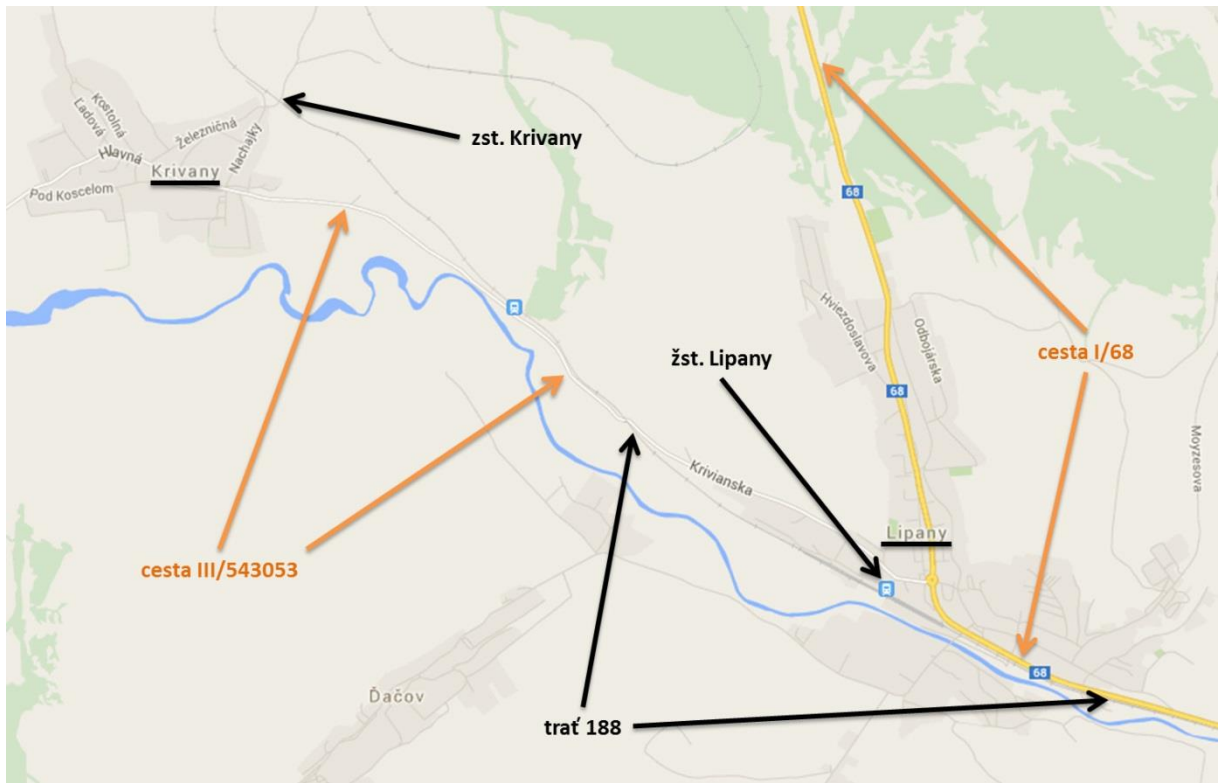 Kostolná
Ľadová
Železničná
Nachajky
Hlavná
Krivany
Pod Koscelom
zst. Krivany
68
68
Hviezdoslavova
Odbojárska
cesta I/68
žst. Lipany
Moyzesova
Krivianska
Lipany
cesta III/543053
68
Ďačov
trať 188